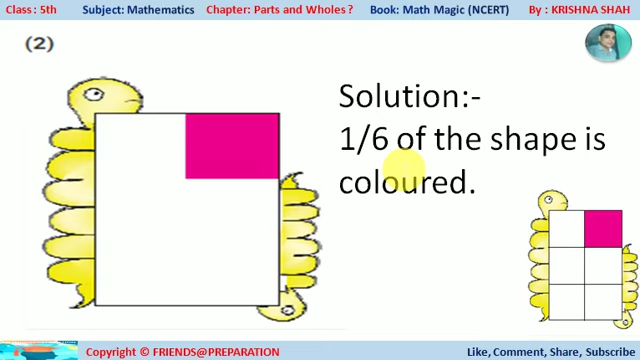 Class : 5th Subject: Mathematics Chapter: Parts and Wholes ? Book: Math Magic (NCERT) By : KRISHNA SHAH
(2)
Solution:-
1/6 of the shape is
coloured.
Copyright © FRIENDS@PREPARATION Like, Comment, Share, Subscribe